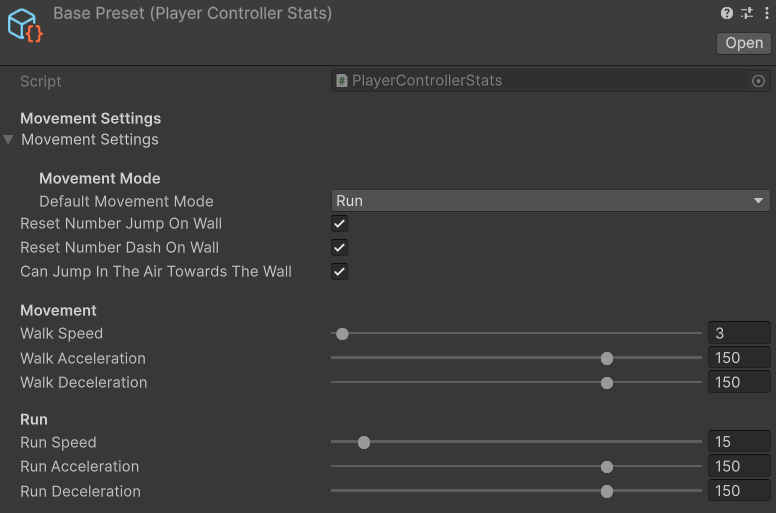 Base Preset (Player Controller Stats)
Open
Script PlayerControllerStats
Movement Settings
Movement Settings
Movement Mode
Default Movement Mode Run
Reset Number Jump On Wall
Reset Number Dash On Wall
Can Jump In The Air Towards The Wall
Movement
Walk Speed 3
Walk Acceleration 150
Walk Deceleration 150
Run
Run Speed 15
Run Acceleration 150
Run Deceleration 150